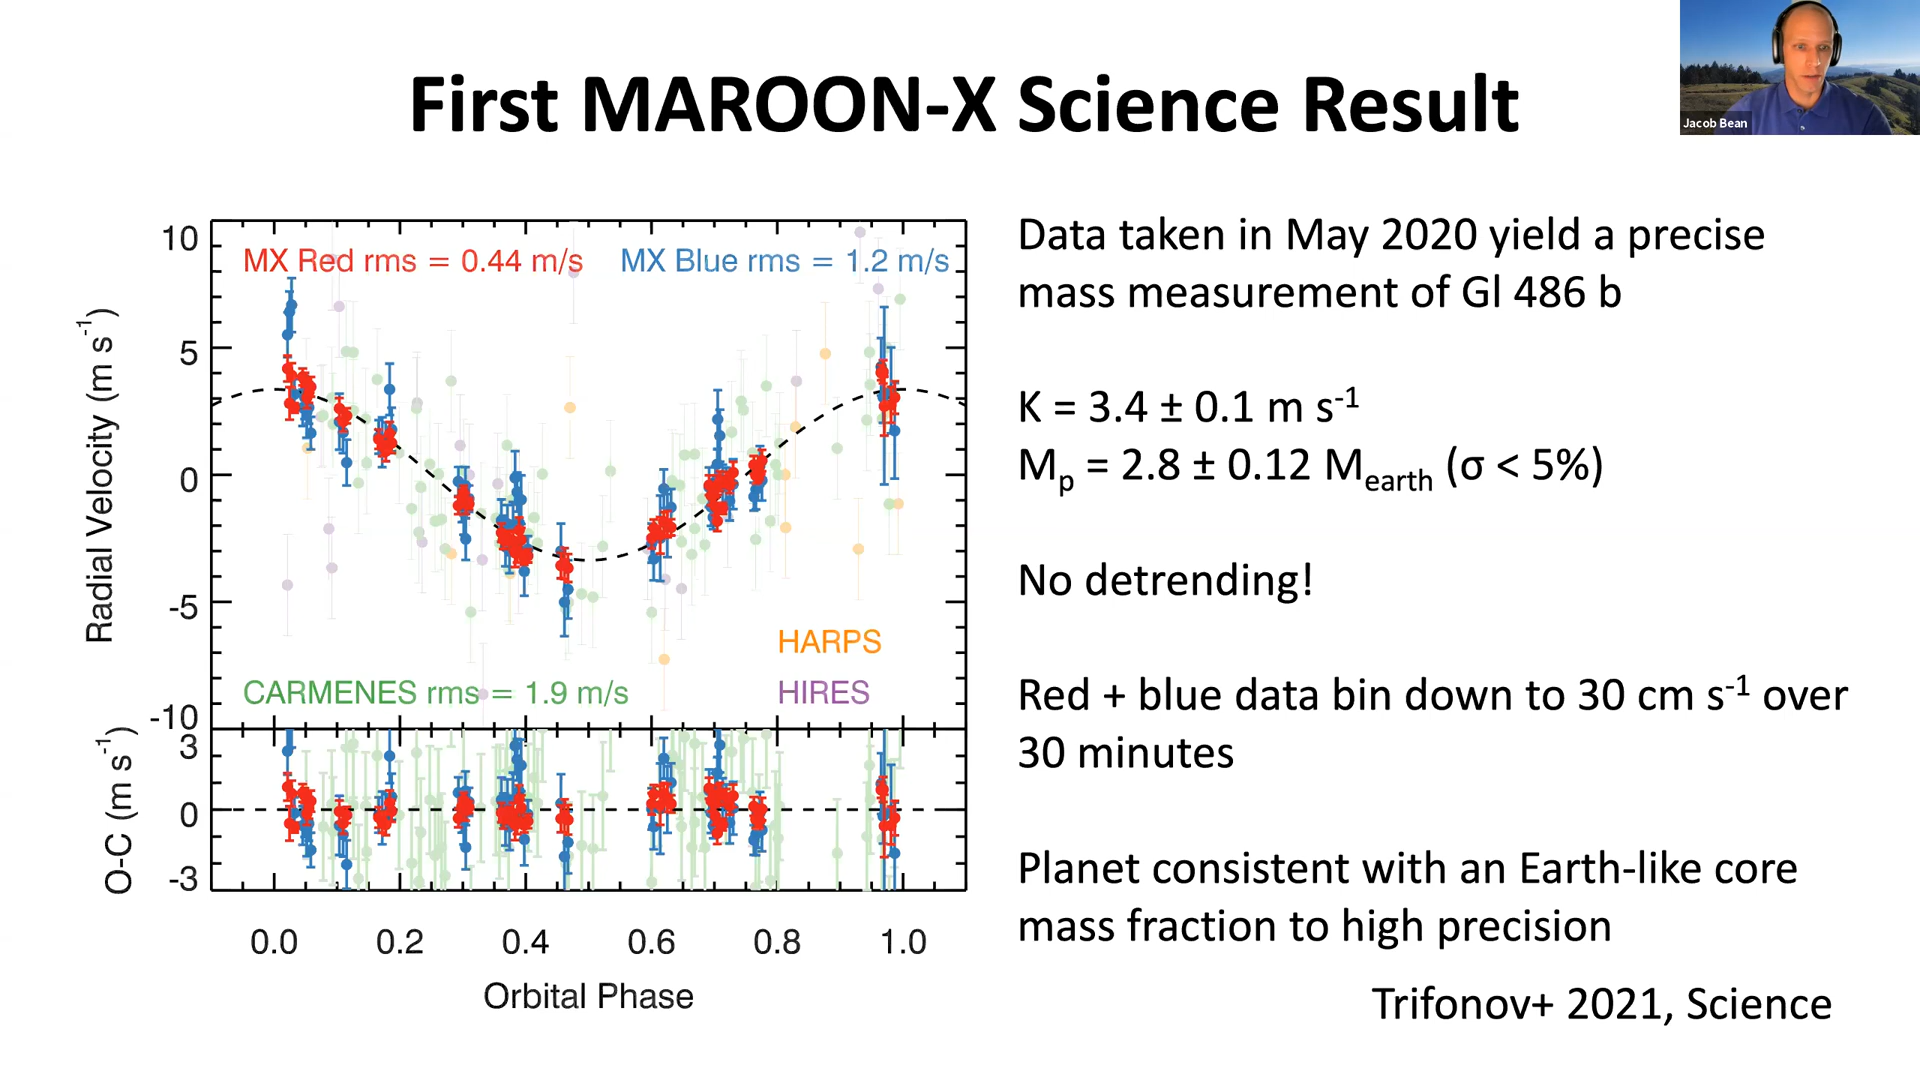 First MAROON-X Science Result
Jacob Bean
10
5
0
-5
-10
Radial Velocity (m s⁻¹)
MX Red rms = 0.44 m/s
MX Blue rms = 1.2 m/s
HARPS
CARMENES rms = 1.9 m/s
HIRES
3
0
-3
O-C (m s⁻¹)
0.0 0.2 0.4 0.6 0.8 1.0
Orbital Phase
Data taken in May 2020 yield a precise
mass measurement of Gl 486 b
K = 3.4 ± 0.1 m s⁻¹
Mₚ = 2.8 ± 0.12 M_earth (σ < 5%)
No detrending!
Red + blue data bin down to 30 cm s⁻¹ over
30 minutes
Planet consistent with an Earth-like core
mass fraction to high precision
Trifonov+ 2021, Science